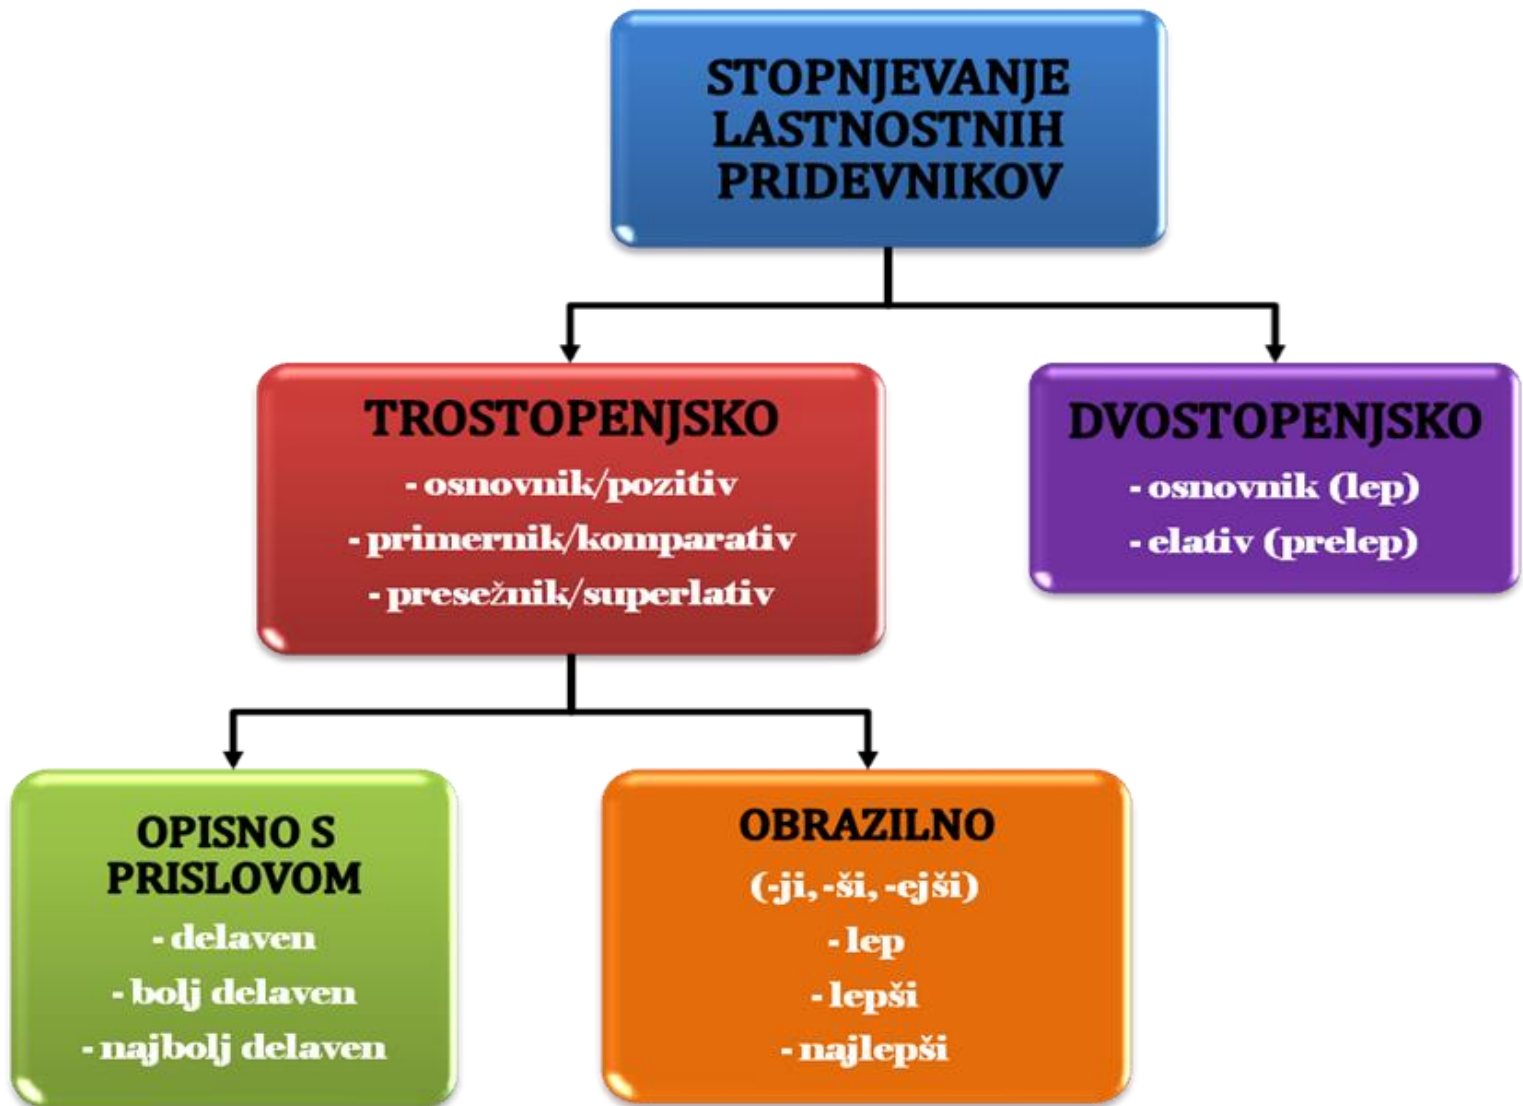 STOPNJEVANJE
LASTNOSTNIH
PRIDEVNIKOV
TROSTOPENJSKO
- osnovnik/pozitiv
- primernik/komparativ
- presežnik/superlativ
DVOSTOPENJSKO
- osnovnik (lep)
- elativ (prelep)
OPISNO S
PRISLOVOM
- delaven
- bolj delaven
- najbolj delaven
OBRAZILNO
(-ji, -ši, -ejši)
- lep
- lepši
- najlepši